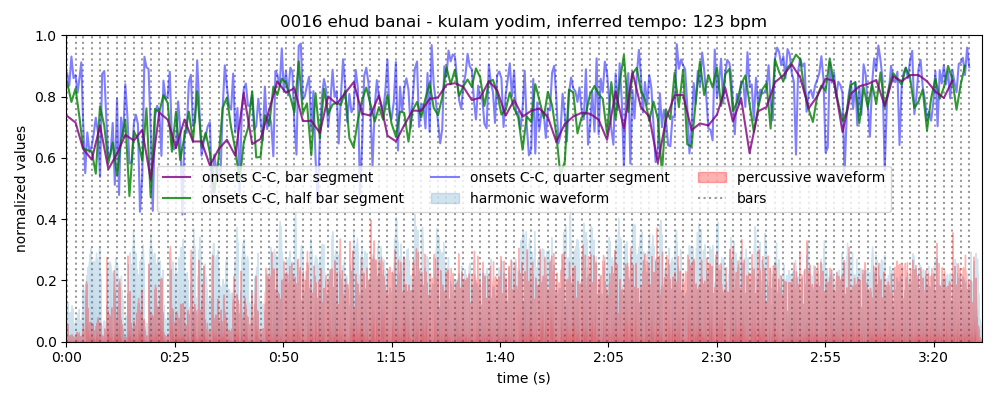 0016 ehud banai - kulam yodim, inferred tempo: 123 bpm
1.0
0.8
0.6
0.4
0.2
0.0
normalized values
onsets C-C, bar segment
onsets C-C, half bar segment
onsets C-C, quarter segment
harmonic waveform
percussive waveform
bars
0:00 0:25 0:50 1:15 1:40 2:05 2:30 2:55 3:20
time (s)